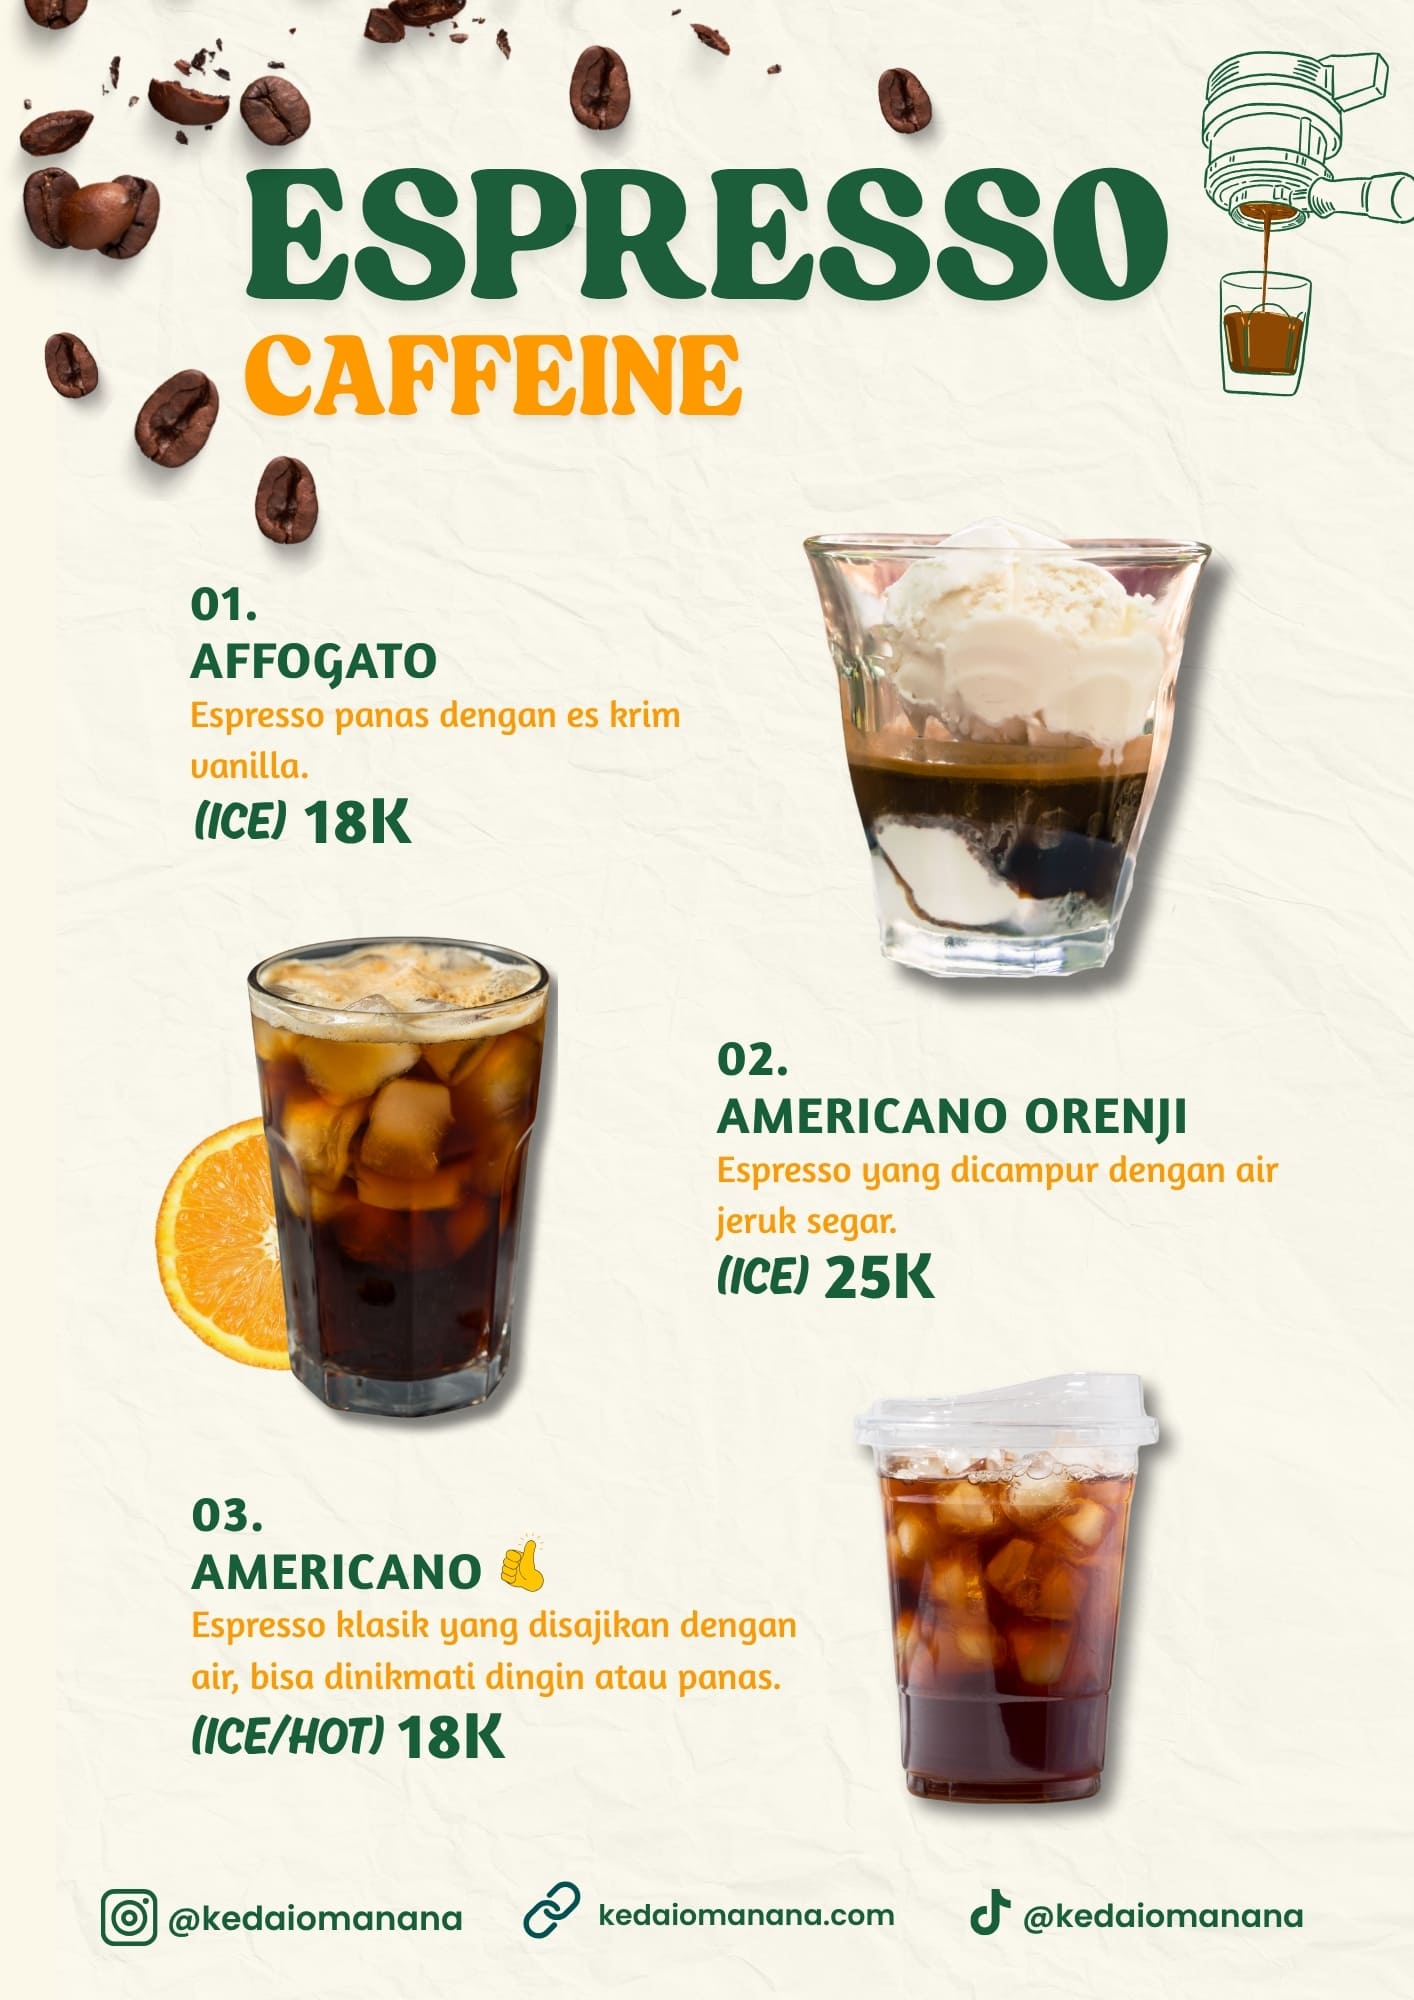 ESPRESSO
CAFFEINE
01.
AFFOGATO
Espresso panas dengan es krim
vanilla.
(ICE) 18K
02.
AMERICANO ORENJI
Espresso yang dicampur dengan air
jeruk segar.
(ICE) 25K
03.
AMERICANO
Espresso klasik yang disajikan dengan
air, bisa dinikmati dingin atau panas.
(ICE/HOT) 18K
@kedaiomanana
kedaiomanana.com
@kedaiomanana